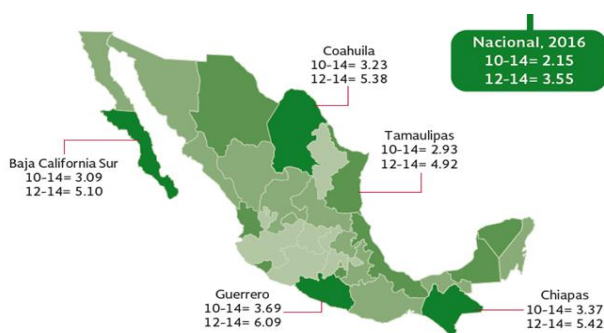 Nacional, 2016
10-14= 2.15
12-14= 3.55
Coahuila
10-14= 3.23
12-14= 5.38
Tamaulipas
10-14= 2.93
12-14= 4.92
Baja California Sur
10-14= 3.09
12-14= 5.10
Guerrero
10-14= 3.69
12-14= 6.09
Chiapas
10-14= 3.37
12-14= 5.42